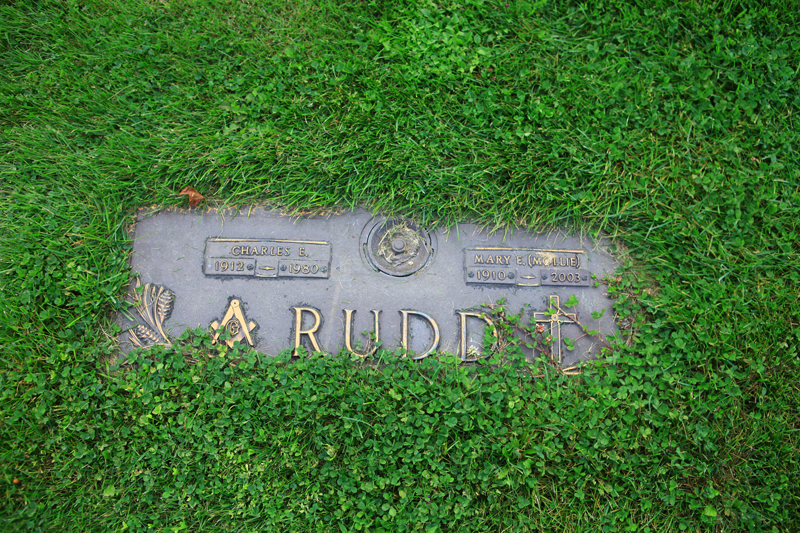 CHARLES E.
1912 1980
MARY E. (MOLLIE)
1910 2003
RUDD